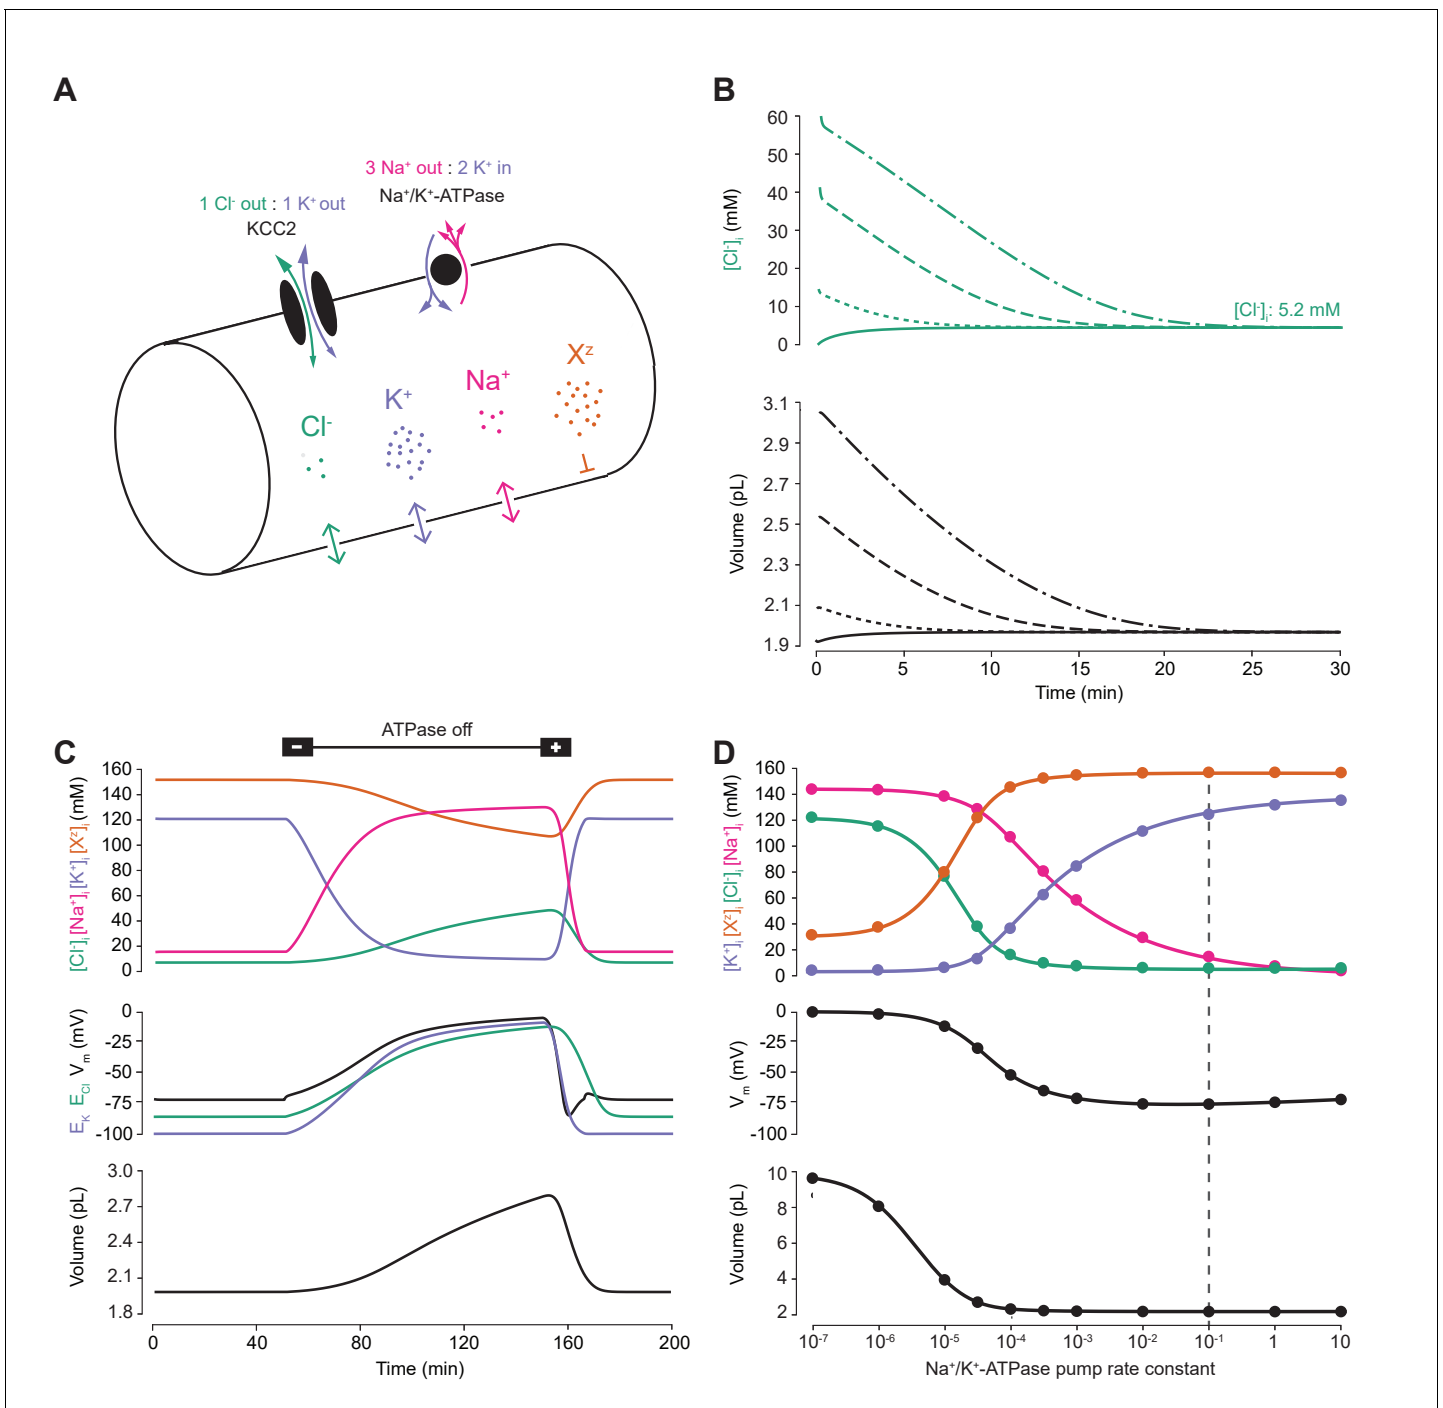 A
3 Na⁺ out : 2 K⁺ in
Na⁺/K⁺-ATPase
1 Cl⁻ out : 1 K⁺ out
KCC2
Cl⁻
K⁺
Na⁺
Xᶻ
B
[Cl⁻]ᵢ (mM)
60
50
40
30
20
10
0
[Cl⁻]ᵢ: 5.2 mM
Volume (pL)
3.1
2.9
2.7
2.5
2.3
2.1
1.9
0 5 10 15 20 25 30
Time (min)
C
ATPase off
- +
[Cl⁻]ᵢ [Na⁺]ᵢ [K⁺]ᵢ [Xᶻ]ᵢ (mM)
160
140
120
100
80
60
40
20
0
E_K E_Cl V_m (mV)
0
-25
-50
-75
-100
Volume (pL)
3.0
2.7
2.4
2.1
1.8
0 40 80 120 160 200
Time (min)
D
[K⁺]ᵢ [Xᶻ]ᵢ [Cl⁻]ᵢ [Na⁺]ᵢ (mM)
160
140
120
100
80
60
40
20
0
V_m (mV)
0
-25
-50
-75
-100
Volume (pL)
10
8
6
4
2
10⁻⁷ 10⁻⁶ 10⁻⁵ 10⁻⁴ 10⁻³ 10⁻² 10⁻¹ 1 10
Na⁺/K⁺-ATPase pump rate constant